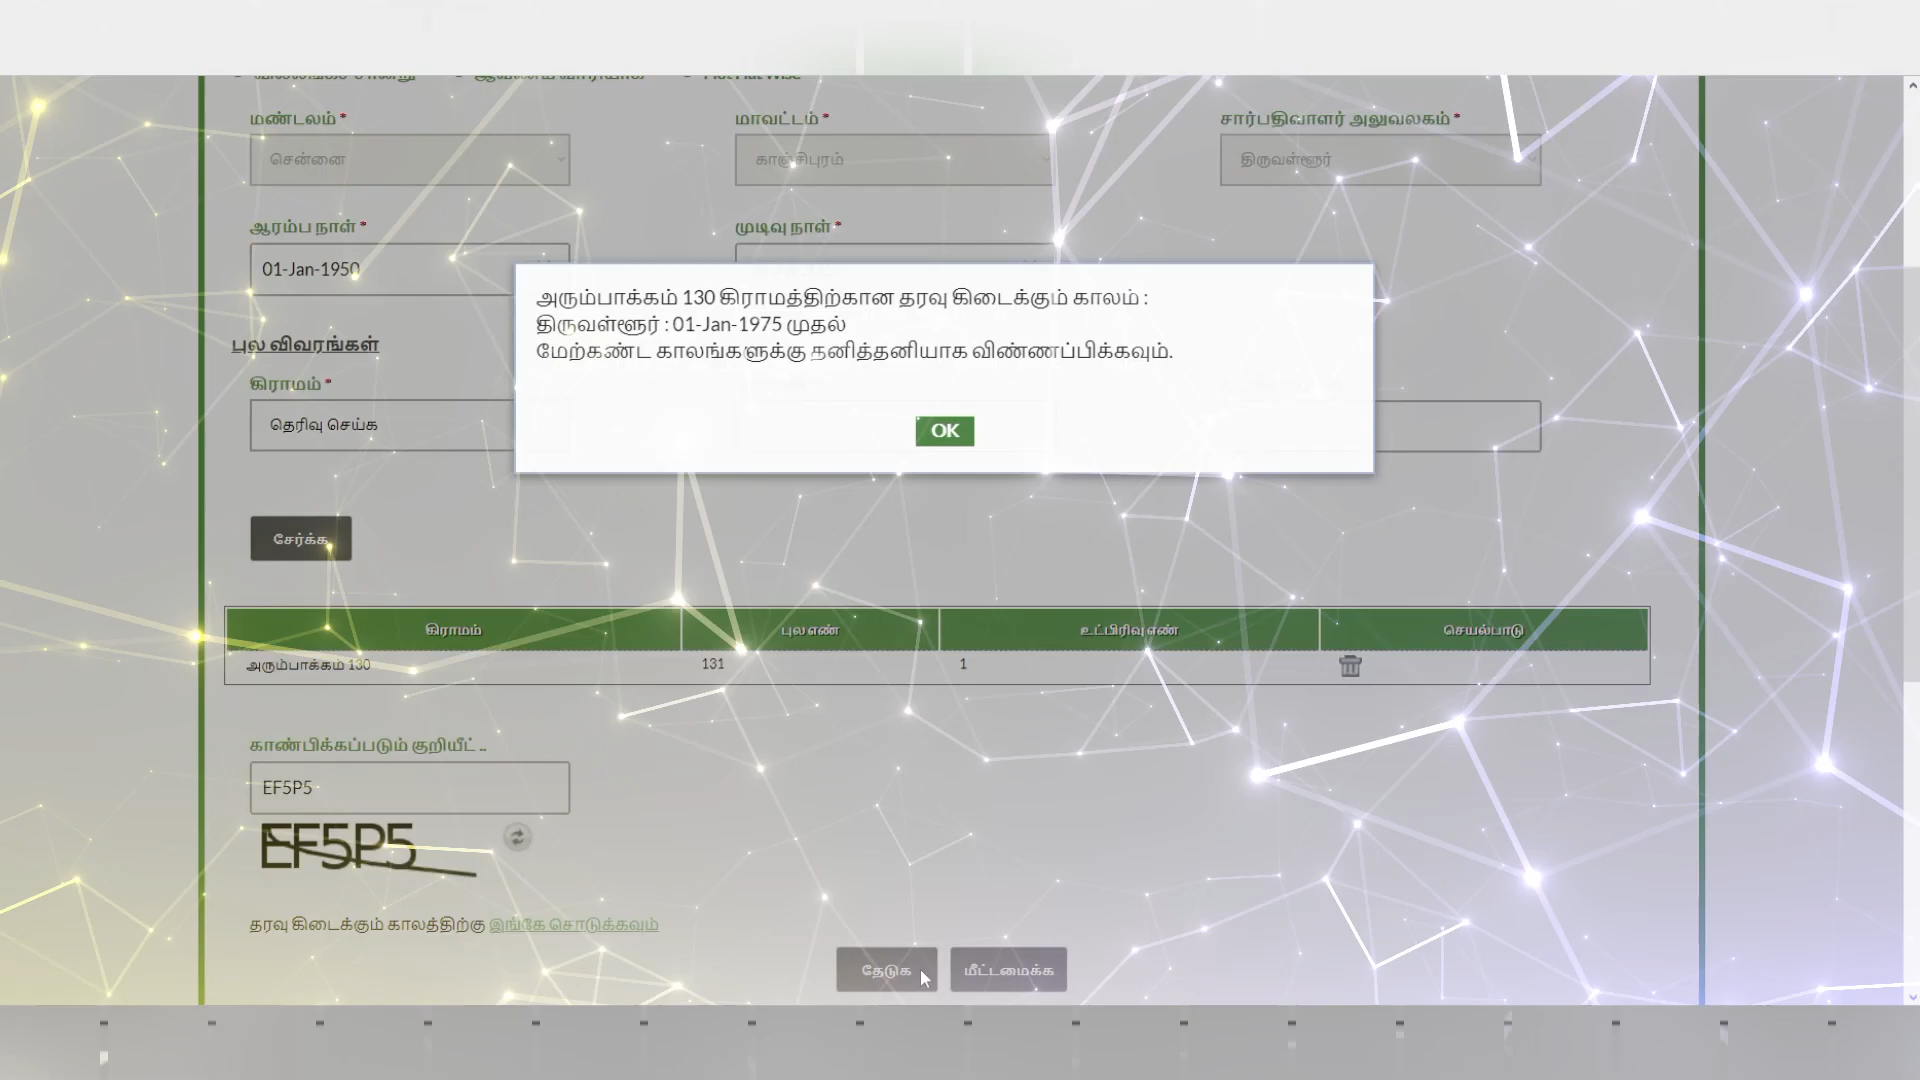 மண்டலம் *
மாவட்டம் *
சார்பதிவாளர் அலுவலகம் *
சென்னை
காஞ்சிபுரம்
திருவள்ளூர்
ஆரம்ப நாள் *
முடிவு நாள் *
01-Jan-1950
அரும்பாக்கம் 130 கிராமத்திற்கான தரவு கிடைக்கும் காலம் :
திருவள்ளூர் : 01-Jan-1975 முதல்
மேற்கண்ட காலங்களுக்கு தனித்தனியாக விண்ணப்பிக்கவும்.
OK
புல விவரங்கள்
கிராமம் *
தெரிவு செய்க
சேர்க்க
கிராமம் புல எண் உட்பிரிவு எண் செயல்பாடு
அரும்பாக்கம் 130 131 1
காண்பிக்கப்படும் குறியீட் ..
EF5P5
EF5P5
தரவு கிடைக்கும் காலத்திற்கு இங்கே சொடுக்கவும்
தேடுக மீட்டமைக்க